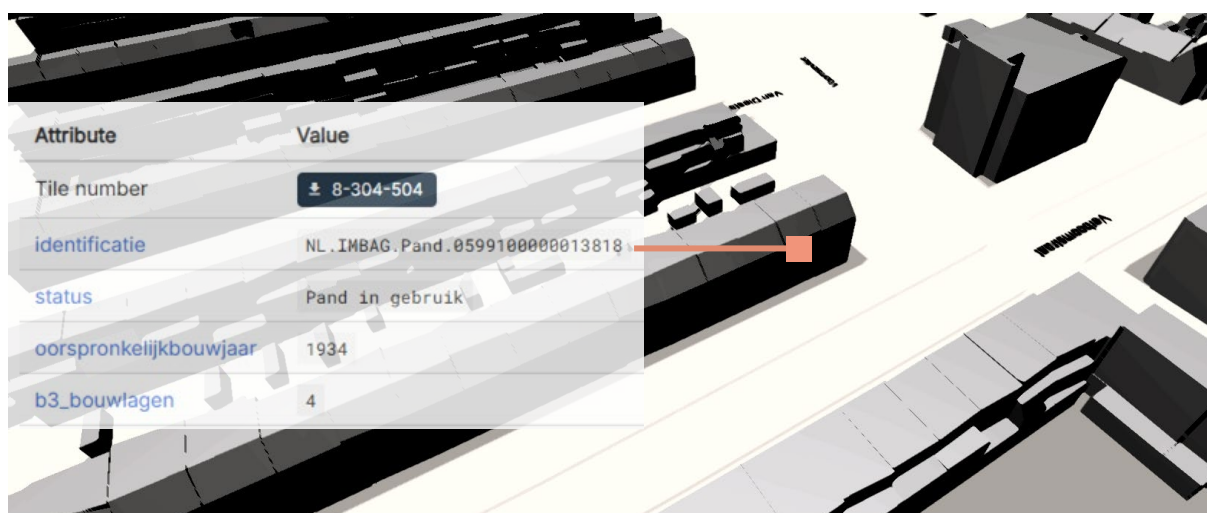 Attribute Value
Tile number 8-304-504
identificatie NL.IMBAG.Pand.0599100000013818
status Pand in gebruik
oorspronkelijkbouwjaar 1934
b3_bouwlagen 4